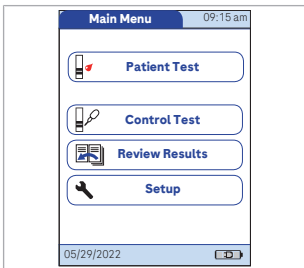 Main Menu 09:15 am
Patient Test
Control Test
Review Results
Setup
05/29/2022